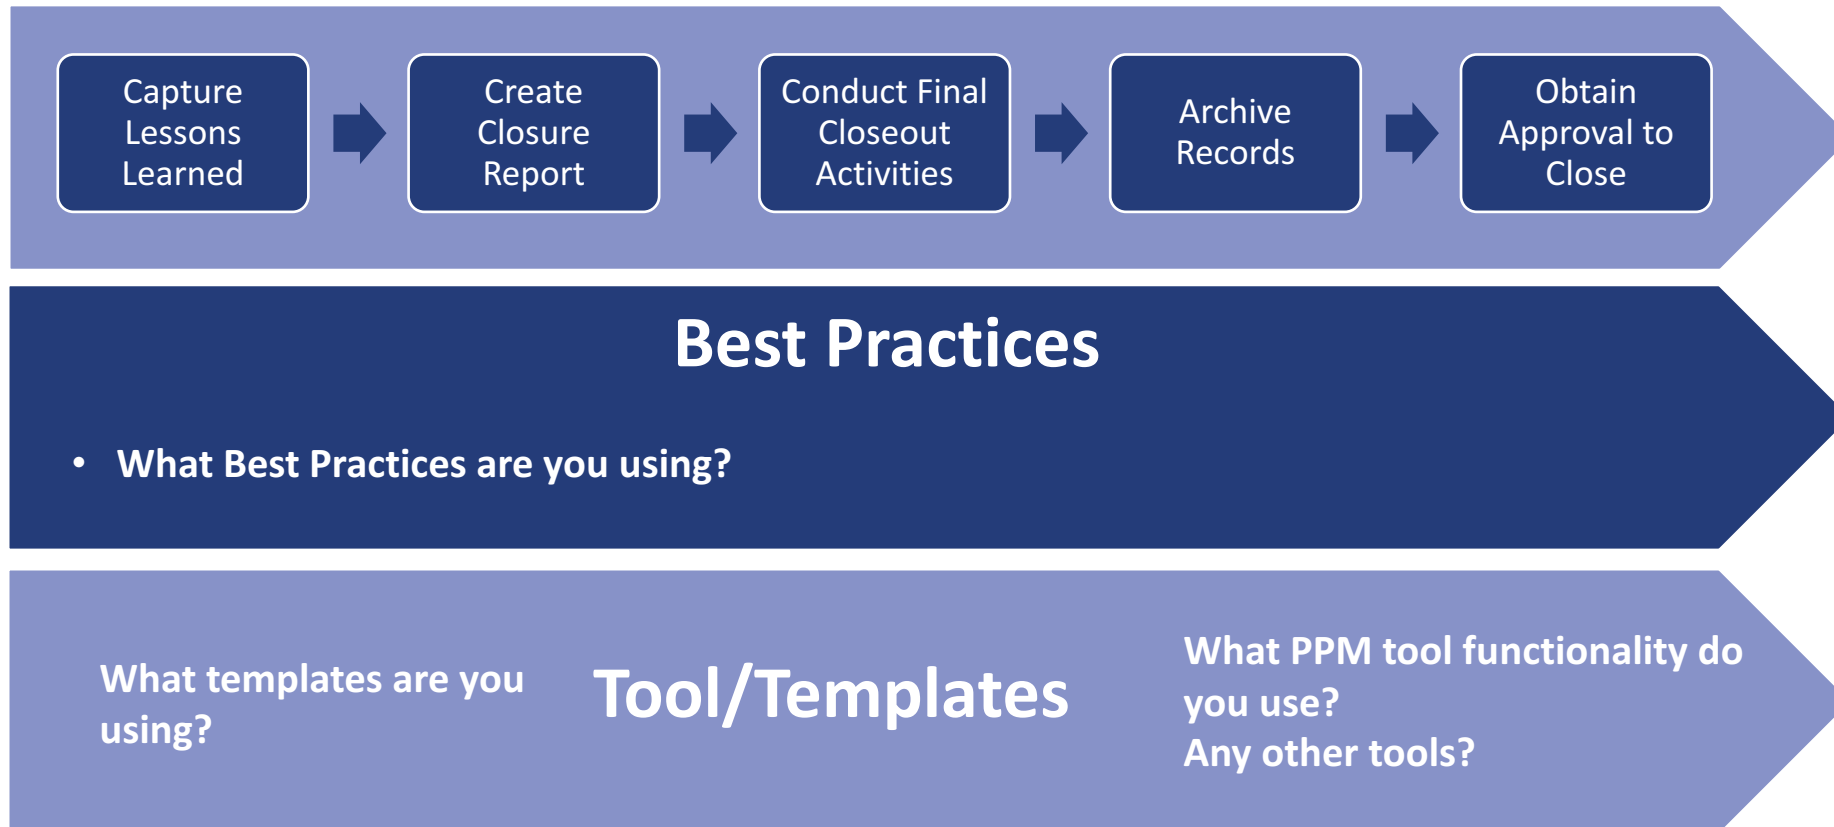 Capture
Lessons
Learned
Create
Closure
Report
Conduct Final
Closeout
Activities
Archive
Records
Obtain
Approval to
Close
Best Practices
• What Best Practices are you using?
What templates are you
using?
Tool/Templates
What PPM tool functionality do
you use?
Any other tools?